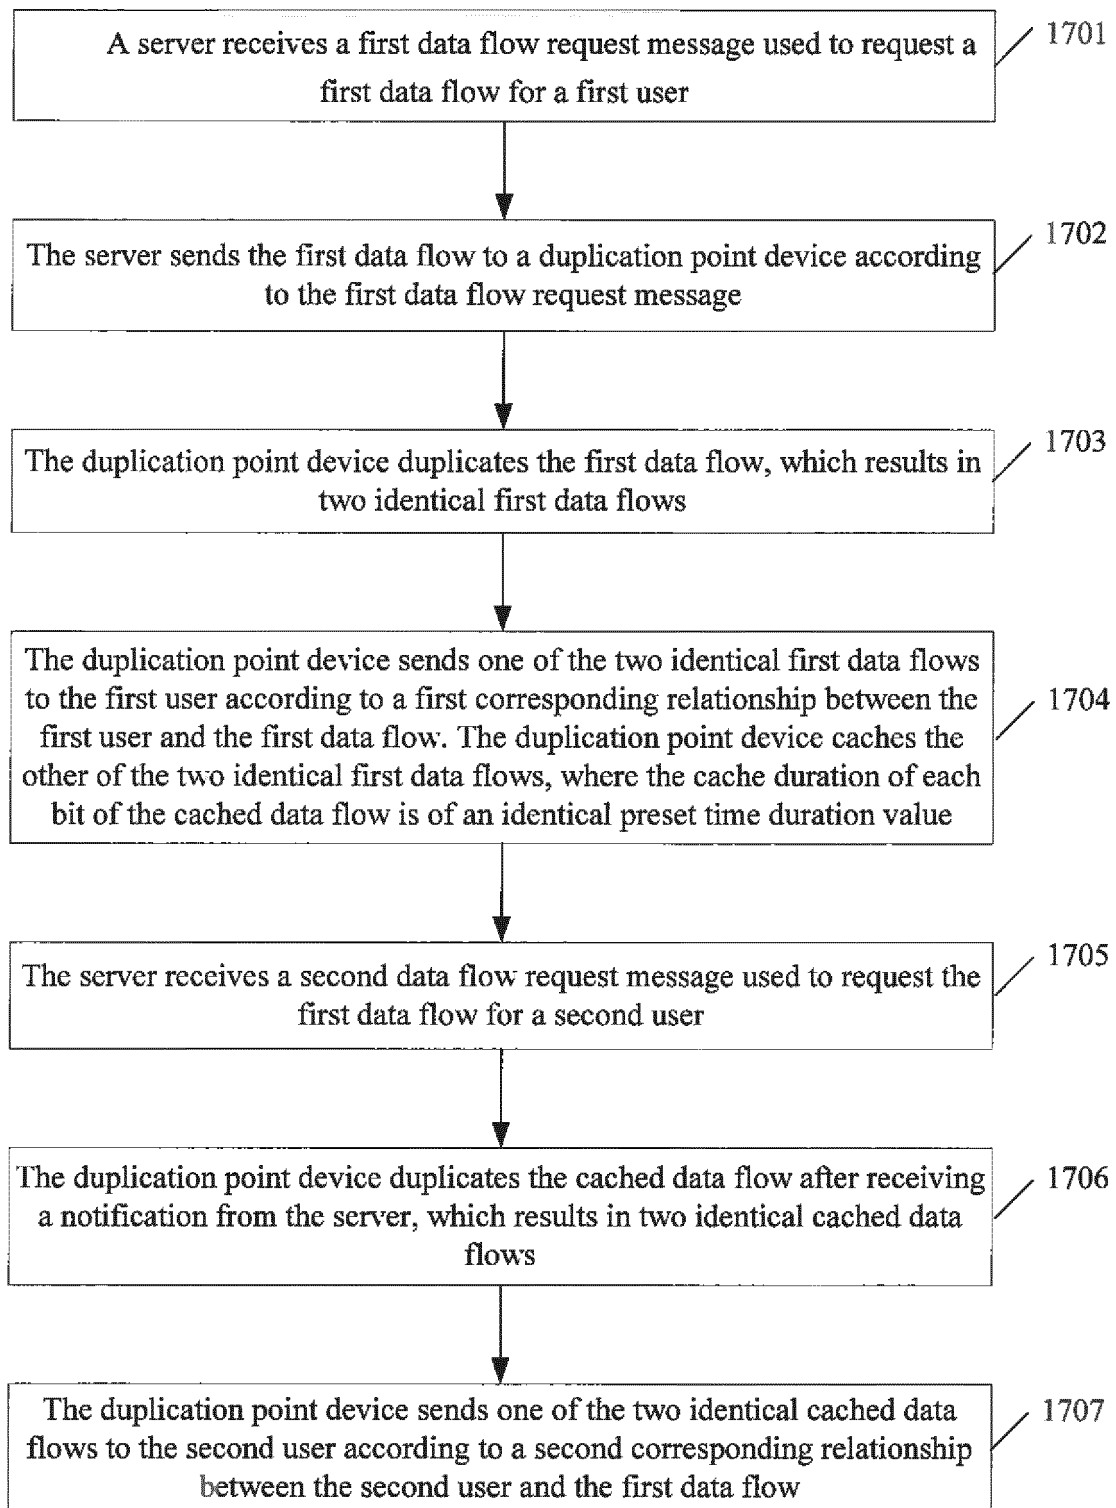 A server receives a first data flow request message used to request a
first data flow for a first user
1701
The server sends the first data flow to a duplication point device according
to the first data flow request message
1702
The duplication point device duplicates the first data flow, which results in
two identical first data flows
1703
The duplication point device sends one of the two identical first data flows
to the first user according to a first corresponding relationship between the
first user and the first data flow. The duplication point device caches the
other of the two identical first data flows, where the cache duration of each
bit of the cached data flow is of an identical preset time duration value
1704
The server receives a second data flow request message used to request the
first data flow for a second user
1705
The duplication point device duplicates the cached data flow after receiving
a notification from the server, which results in two identical cached data
flows
1706
The duplication point device sends one of the two identical cached data
flows to the second user according to a second corresponding relationship
between the second user and the first data flow
1707